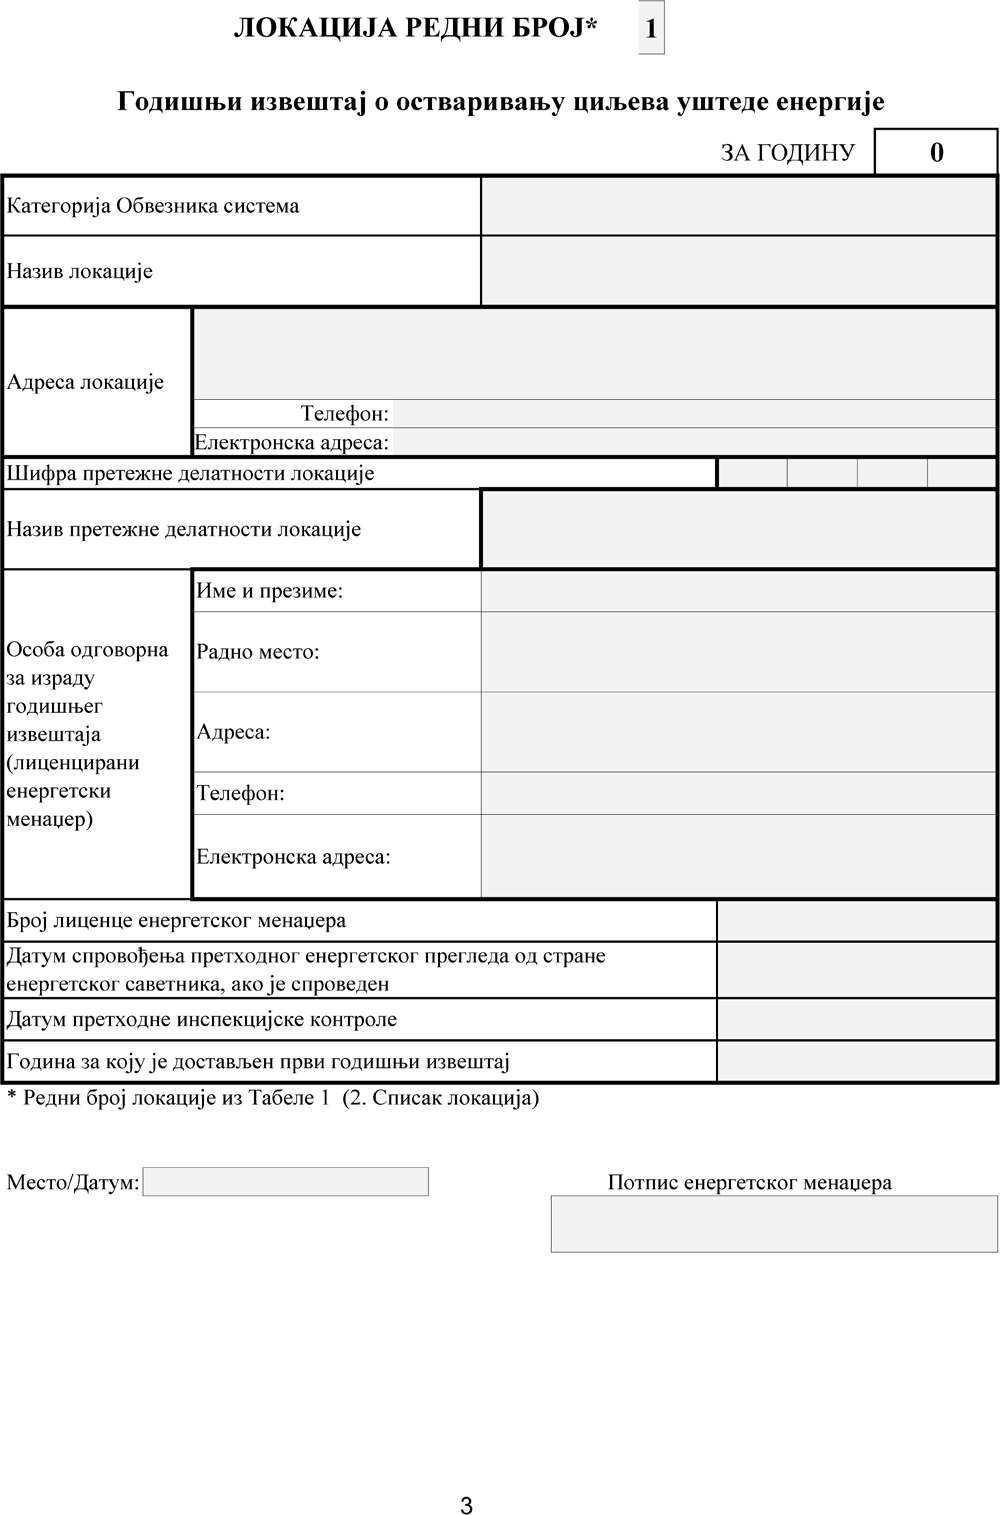 ЛОКАЦИЈА РЕДНИ БРОЈ* 1
Годишњи извештај о остваривању циљева уштеде енергије
ЗА ГОДИНУ 0
Категорија Обвезника система
Назив локације
Адреса локације
Телефон:
Електронска адреса:
Шифра претежне делатности локације
Назив претежне делатности локације
Особа одговорна
за израду
годишњег
извештаја
(лиценцирани
енергетски
менаџер)
Име и презиме:
Радно место:
Адреса:
Телефон:
Електронска адреса:
Број лиценце енергетског менаџера
Датум спровођења претходног енергетског прегледа од стране
енергетског саветника, ако је спроведен
Датум претходне инспекцијске контроле
Година за коју је достављен први годишњи извештај
* Редни број локације из Табеле 1 (2. Списак локација)
Место/Датум:
Потпис енергетског менаџера
3